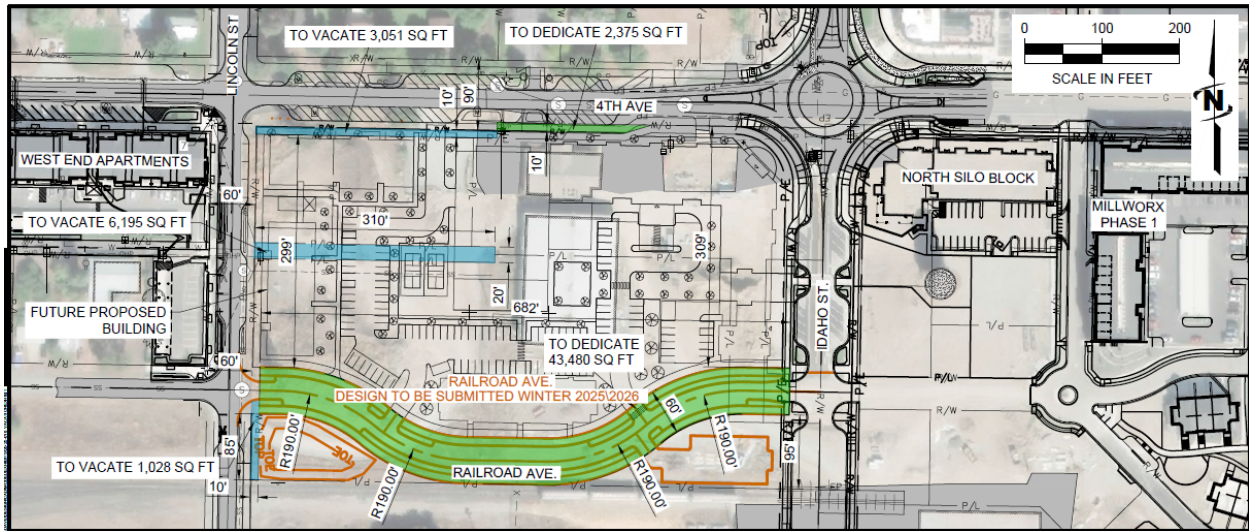 LINCOLN ST
TO VACATE 3,051 SQ FT
TO DEDICATE 2,375 SQ FT
0 100 200
SCALE IN FEET
N
10'
90'
4TH AVE
WEST END APARTMENTS
7
60'
TO VACATE 6,195 SQ FT
310'
299'
10'
309'
NORTH SILO BLOCK
MILLWORX
PHASE 1
FUTURE PROPOSED
BUILDING
20'
682'
P/L
TO DEDICATE
43,480 SQ FT
IDAHO ST.
60'
RAILROAD AVE.
DESIGN TO BE SUBMITTED WINTER 2025\2026
P/L
R/W
85'
TOE
TOE
TOP
TO VACATE 1,028 SQ FT
10'
R190.00'
R190.00'
RAILROAD AVE.
R190.00'
60'
R190.00'
95'